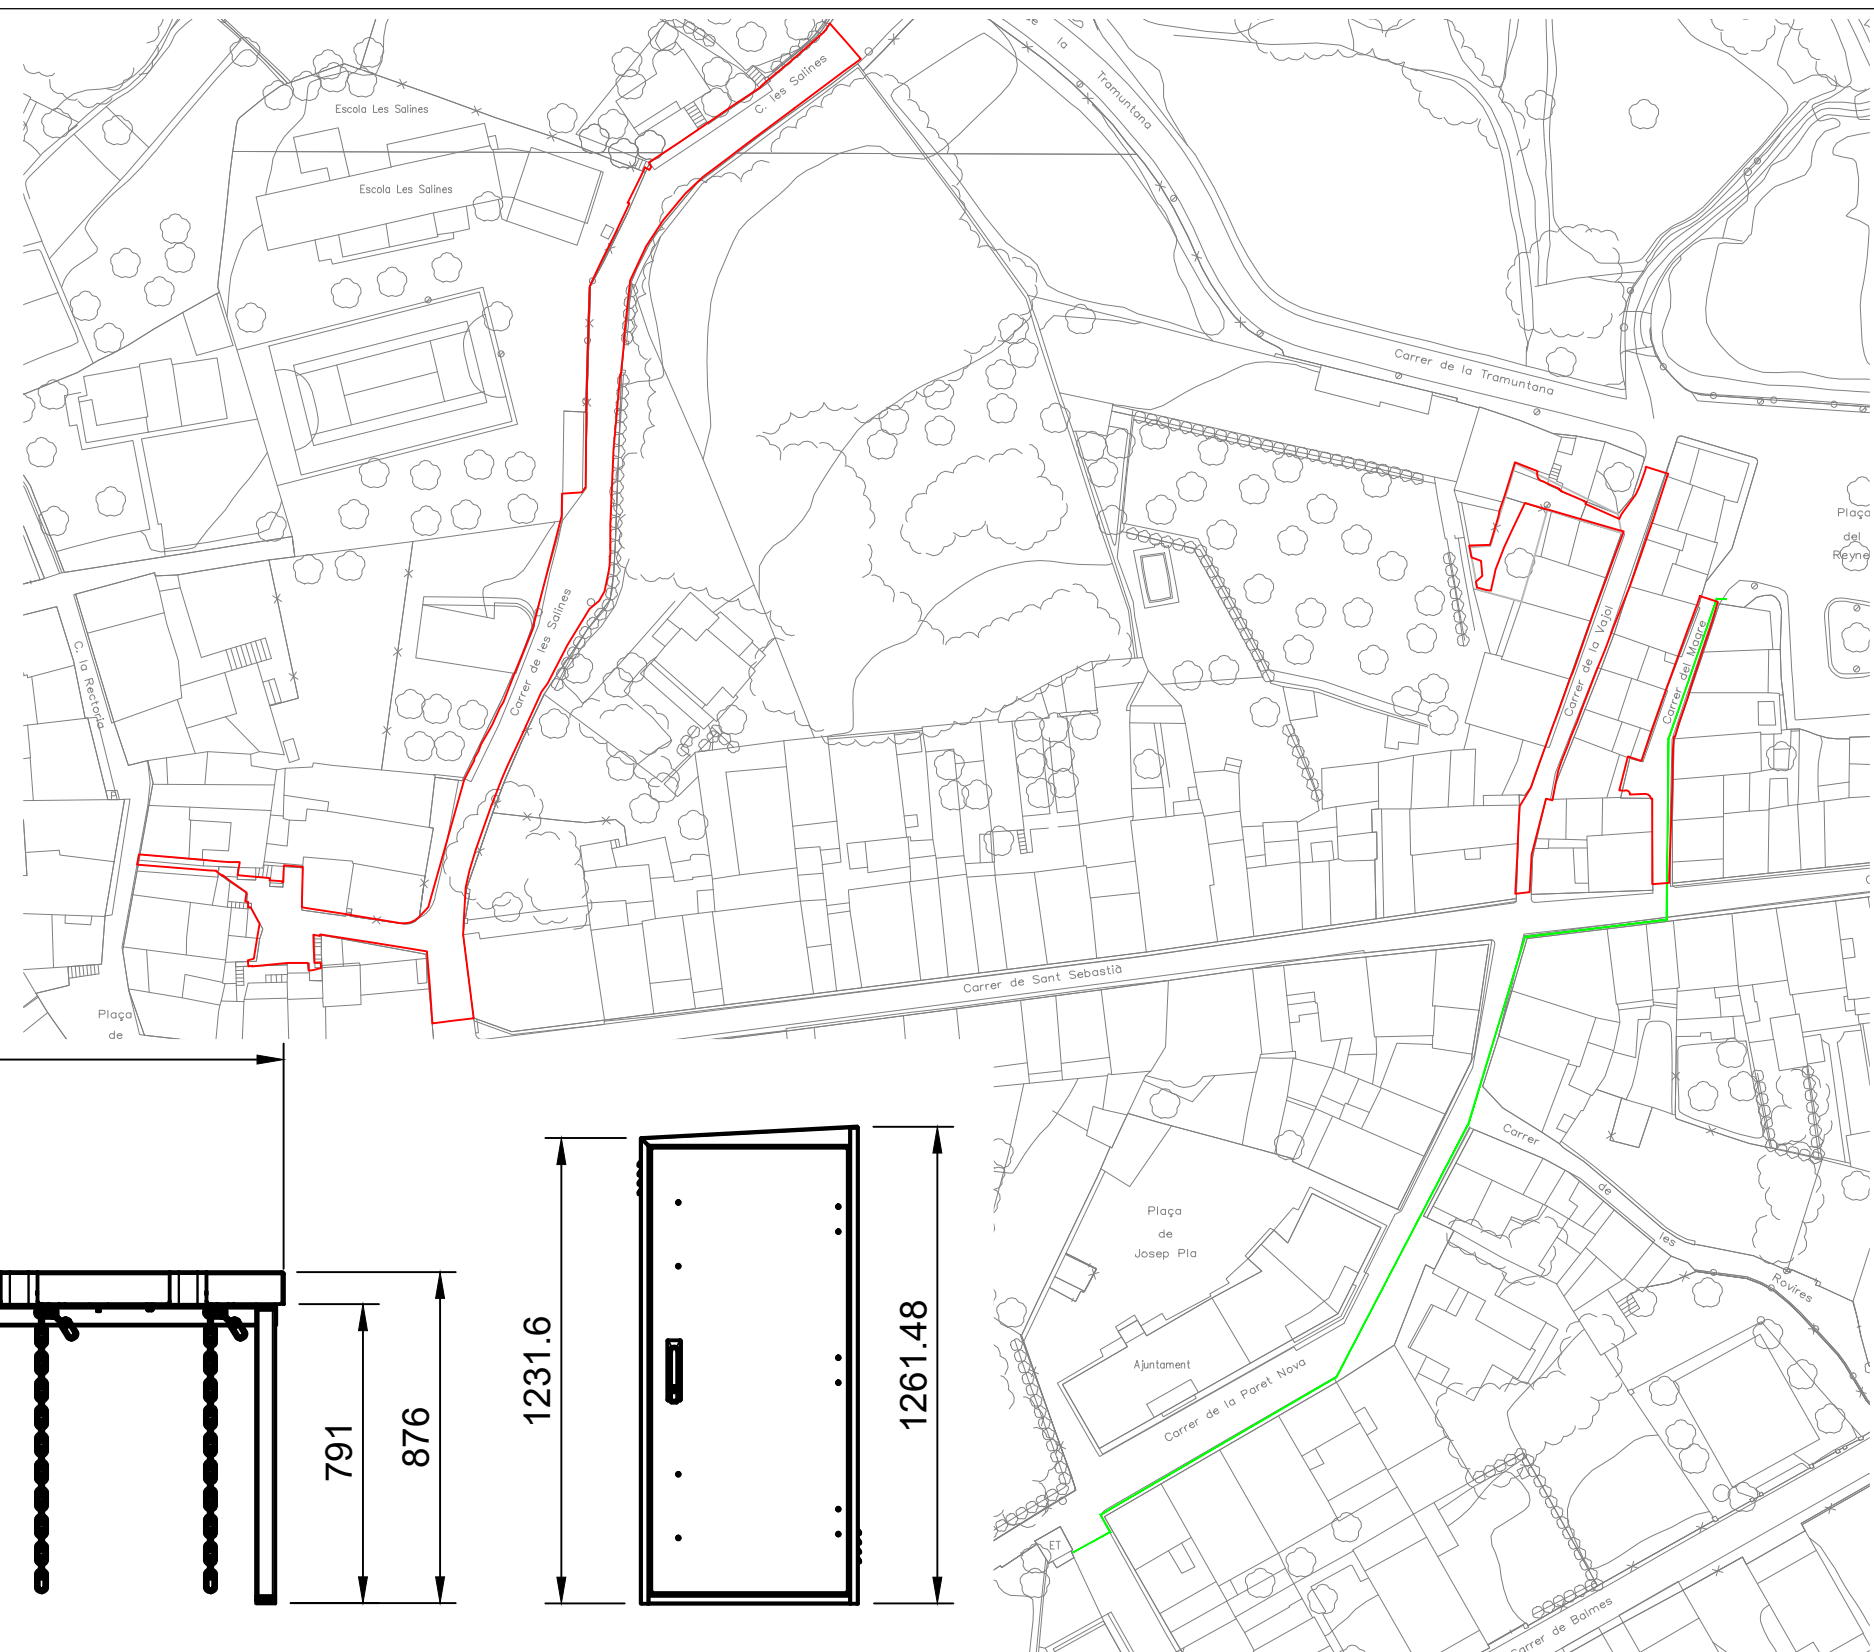 la
Tramuntana
C. les Salines
Escola Les Salines
Escola Les Salines
Carrer de la Tramuntana
Plaça
del
Carrer de les Salines
Carrer de la Vajol
Carrer del
C. la Rectoria
Carrer de Sant Sebastià
Plaça
de
Carrer
de
les
Rovires
Plaça
de
Josep Pla
Ajuntament
Carrer de la Paret Nova
ET
Carrer de Balmes
791
876
1231.6
1261.48